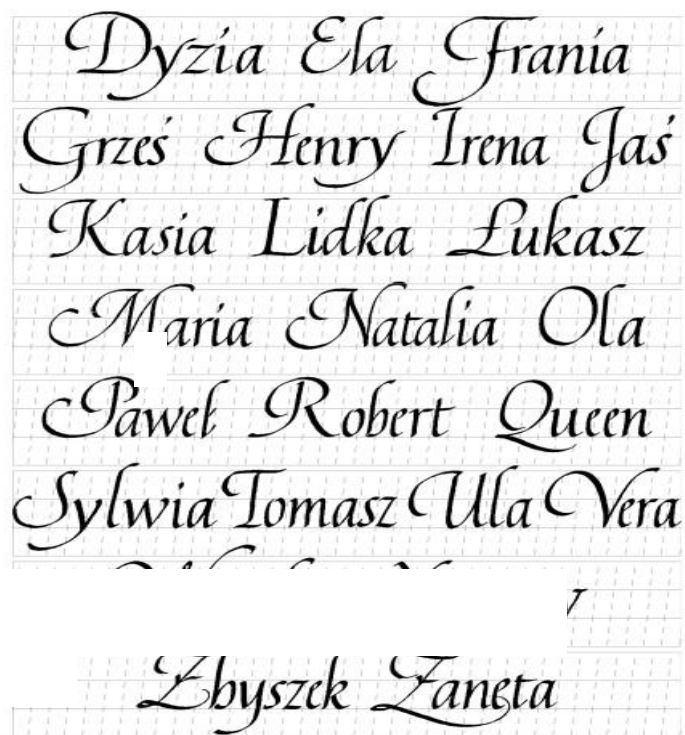 Dyzia Ela Frania
Grześ Henry Irena Jaś
Kasia Lidka Łukasz
Maria Natalia Ola
Paweł Robert Queen
Sylwia Tomasz Ula Vera
Zbyszek Żaneta